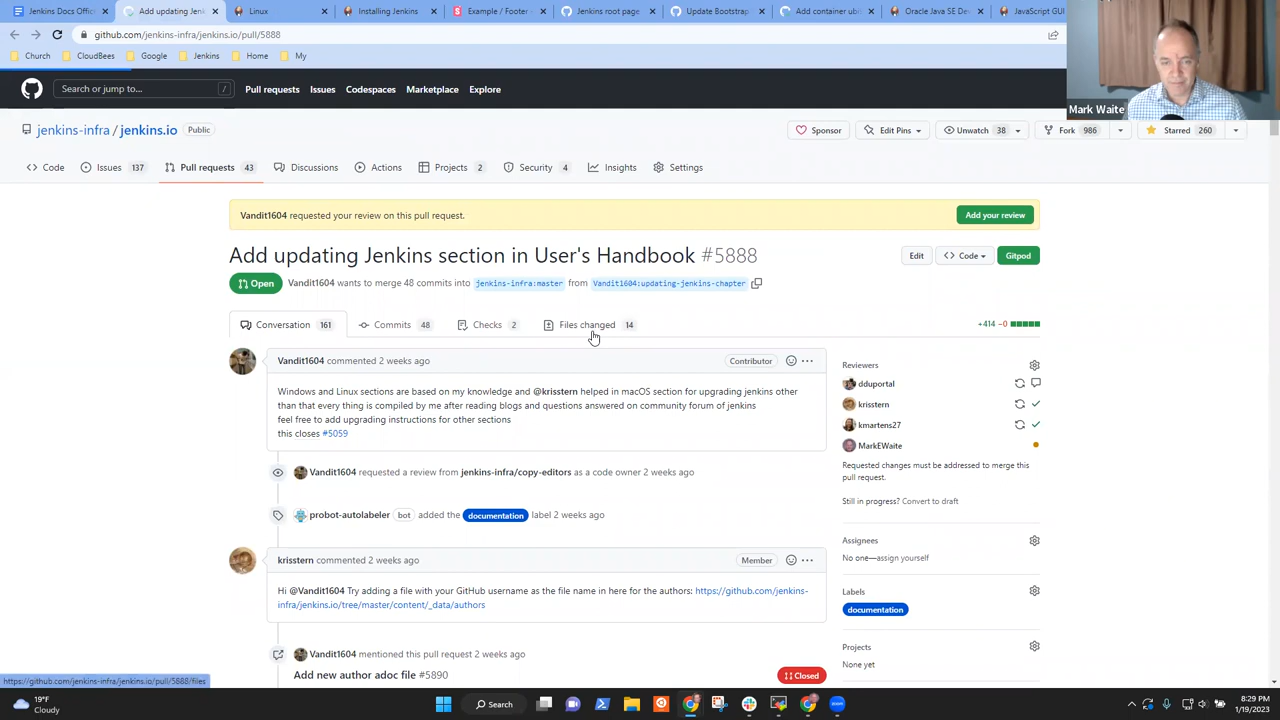 Jenkins Docs Offic
Add updating Jenk
Linux
Installing Jenkins
Example / Footer
Jenkins root page
Update Bootstrap
Add container ubi
Oracle Java SE Dev
JavaScript GUI
github.com/jenkins-infra/jenkins.io/pull/5888
Church
CloudBees
Google
Jenkins
Home
My
Mark Waite
Search or jump to...
/
Pull requests
Issues
Codespaces
Marketplace
Explore
jenkins-infra / jenkins.io Public
Sponsor
Edit Pins
Unwatch 38
Fork 986
Starred 260
Code
Issues 137
Pull requests 43
Discussions
Actions
Projects 2
Security 4
Insights
Settings
Vandit1604 requested your review on this pull request.
Add your review
Add updating Jenkins section in User's Handbook #5888
Edit
<> Code
Gitpod
Open
Vandit1604 wants to merge 48 commits into jenkins-infra:master from Vandit1604:updating-jenkins-chapter
Conversation 161
Commits 48
Checks 2
Files changed 14
+414 −0
Vandit1604 commented 2 weeks ago
Contributor
Windows and Linux sections are based on my knowledge and @krisstern helped in macOS section for upgrading jenkins other
than that every thing is compiled by me after reading blogs and questions answered on community forum of jenkins
feel free to add upgrading instructions for other sections
this closes #5059
Vandit1604 requested a review from jenkins-infra/copy-editors as a code owner 2 weeks ago
probot-autolabeler bot added the documentation label 2 weeks ago
krisstern commented 2 weeks ago
Member
Hi @Vandit1604 Try adding a file with your GitHub username as the file name in here for the authors: https://github.com/jenkins-
infra/jenkins.io/tree/master/content/_data/authors
Vandit1604 mentioned this pull request 2 weeks ago
Add new author adoc file #5890
Closed
Reviewers
dduportal
krisstern
kmartens27
MarkEWaite
Requested changes must be addressed to merge this
pull request.
Still in progress? Convert to draft
Assignees
No one—assign yourself
Labels
documentation
Projects
None yet
https://github.com/jenkins-infra/jenkins.io/pull/5888/files
19°F
Cloudy
Search
8:29 PM
1/19/2023